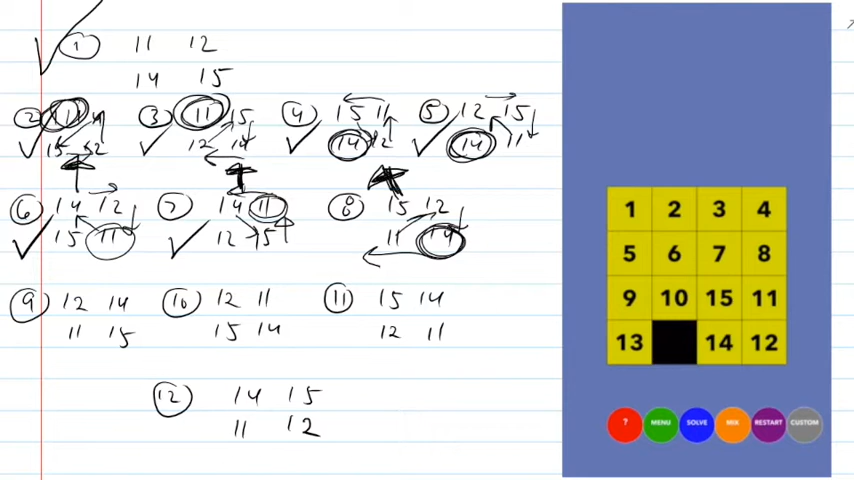 1 11 12
14 15
2 11 14 3 11 15 4 15 11 5 12 15
15 12 12 14 14 12 14 11
6 14 12 7 14 11 8 15 12
15 11 12 15 11 14
9 12 14 10 12 11 11 15 14
11 15 15 14 12 11
12 14 15
11 12
1 2 3 4
5 6 7 8
9 10 15 11
13 14 12
? MENU SOLVE MIX RESTART CUSTOM